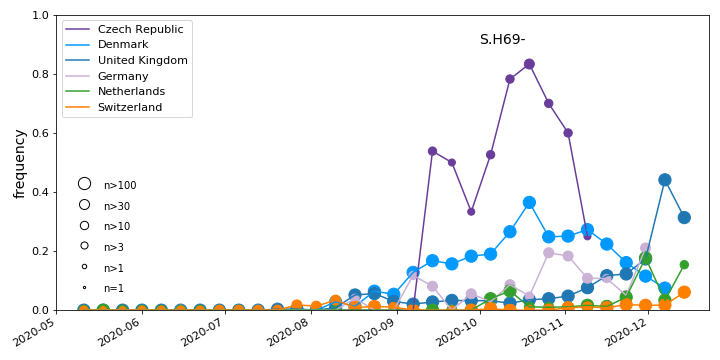 S.H69-
Czech Republic
Denmark
United Kingdom
Germany
Netherlands
Switzerland
n>100
n>30
n>10
n>3
n>1
n=1
frequency
1.0
0.8
0.6
0.4
0.2
0.0
2020-05
2020-06
2020-07
2020-08
2020-09
2020-10
2020-11
2020-12